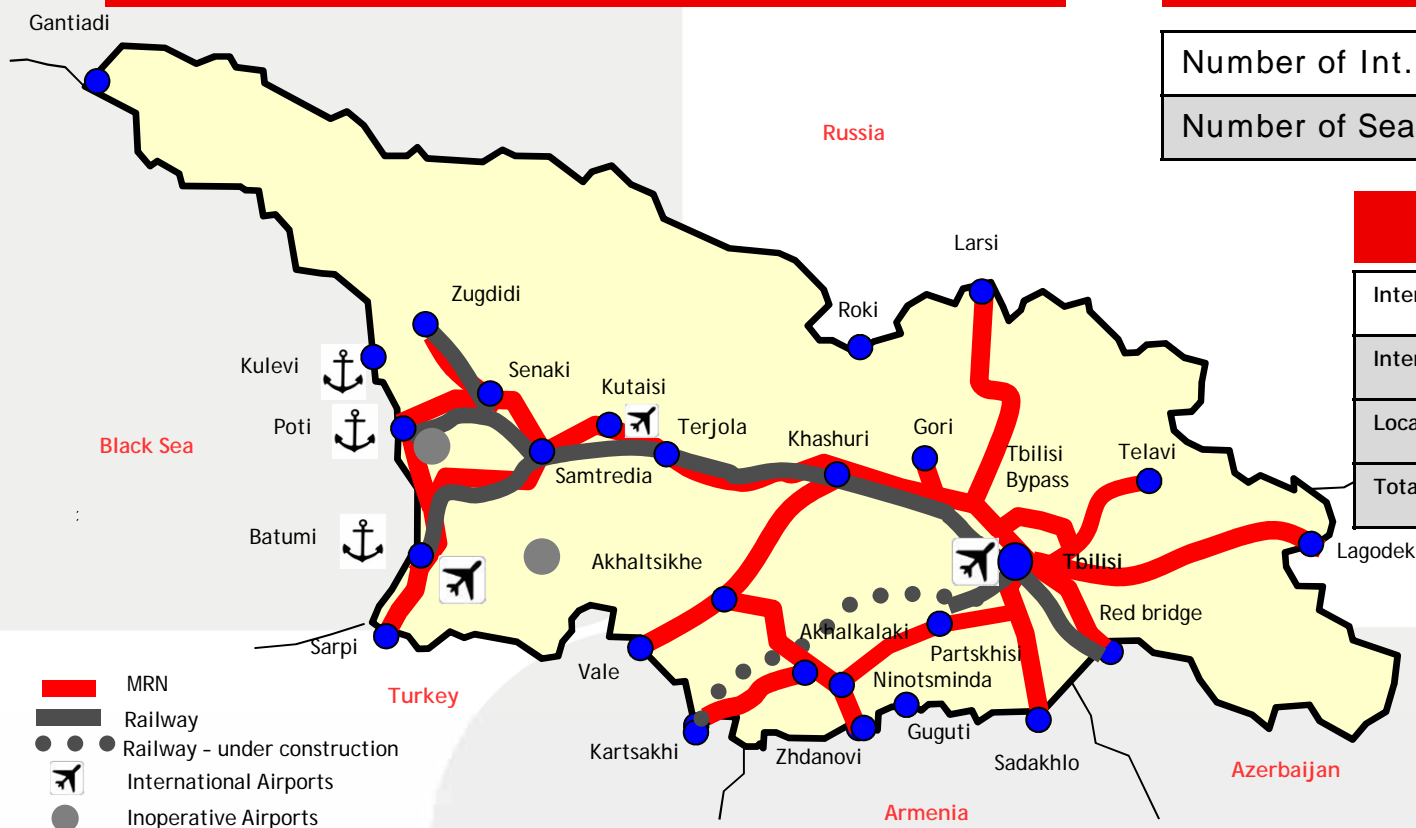 Gantiadi
Number of Int.
Number of Sea
Russia
Larsi
Zugdidi
Roki
Inter
Kulevi
Senaki
Kutaisi
Inter
Poti
Terjola
Khashuri
Gori
Loca
Black Sea
Samtredia
Tbilisi
Bypass
Telavi
Tota
:
Batumi
Akhaltsikhe
Tbilisi
Lagodek
Red bridge
Sarpi
Akhalkalaki
Partskhisi
Vale
Ninotsminda
MRN
Turkey
Railway
Guguti
Railway - under construction
Kartsakhi
Zhdanovi
Sadakhlo
International Airports
Azerbaijan
Inoperative Airports
Armenia